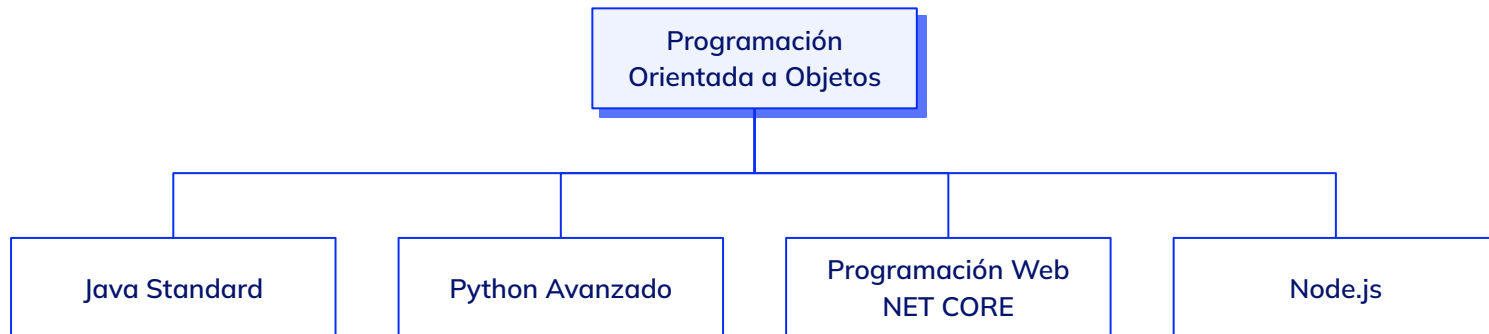 Programación
Orientada a Objetos
Java Standard
Python Avanzado
Programación Web
NET CORE
Node.js